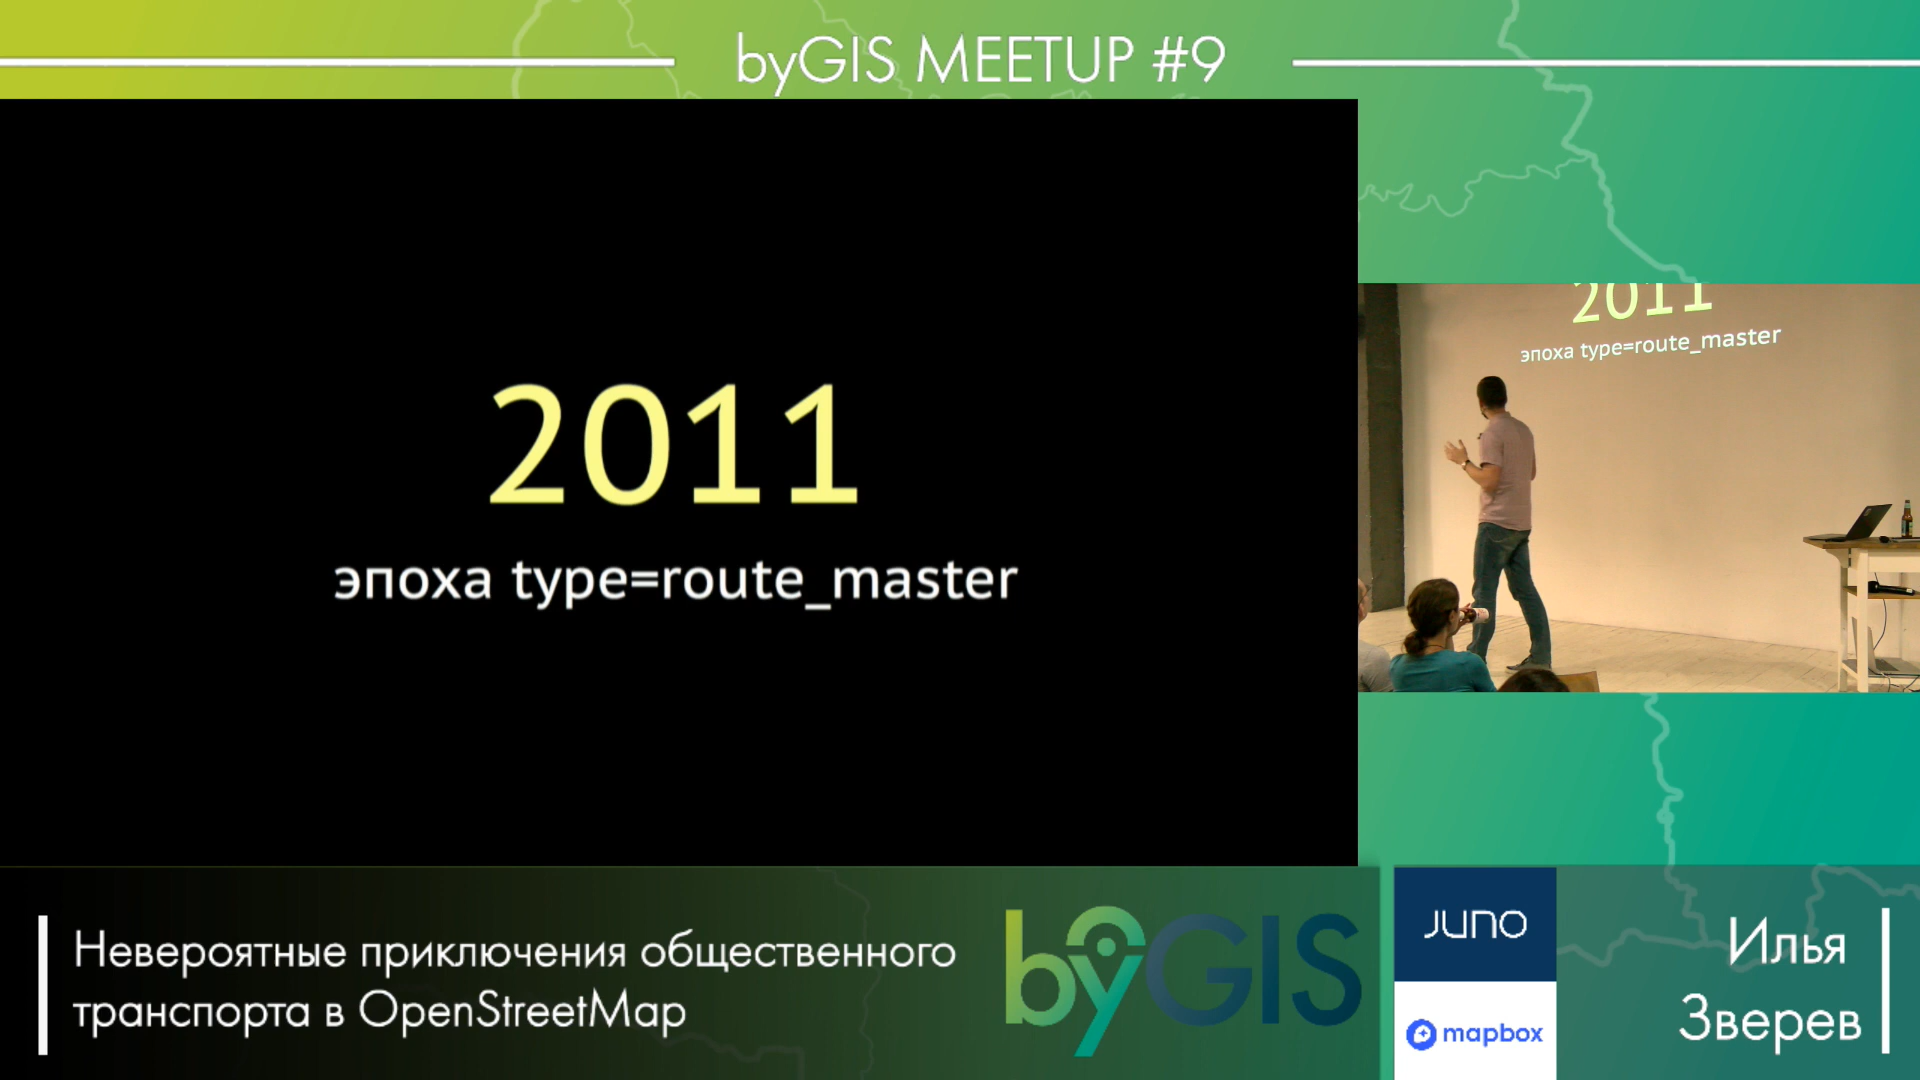 byGIS MEETUP #9
2011
эпоха type=route_master
2011
эпоха type=route_master
Невероятные приключения общественного
транспорта в OpenStreetMap
byGIS
JUNO
mapbox
Илья
Зверев